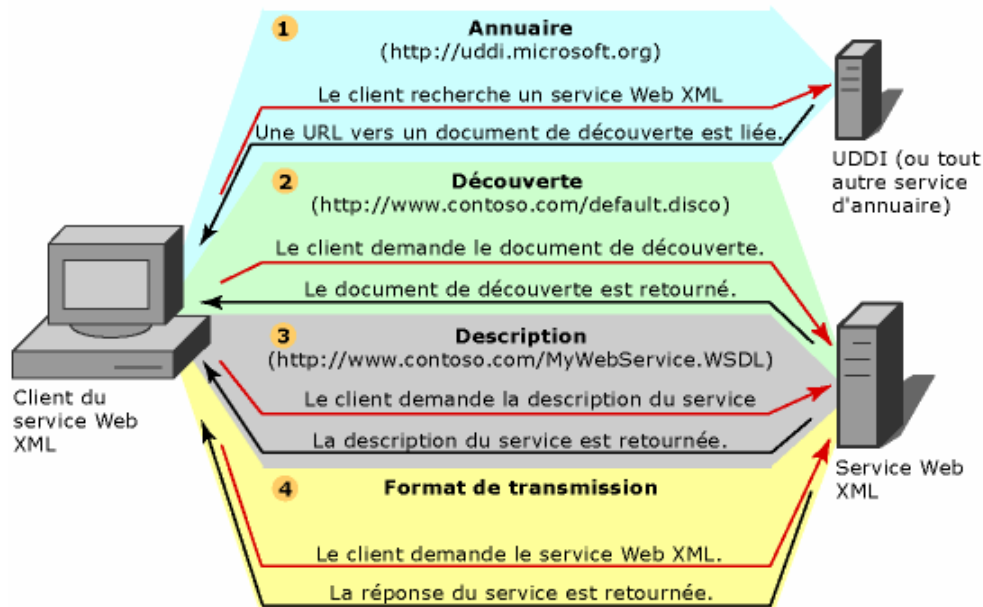 1 Annuaire
(http://uddi.microsoft.org)
Le client recherche un service Web XML
Une URL vers un document de découverte est liée.
UDDI (ou tout
autre service
d'annuaire)
2 Découverte
(http://www.contoso.com/default.disco)
Le client demande le document de découverte.
Le document de découverte est retourné.
3 Description
(http://www.contoso.com/MyWebService.WSDL)
Le client demande la description du service
La description du service est retournée.
Client du
service Web
XML
Service Web
XML
4 Format de transmission
Le client demande le service Web XML.
La réponse du service est retournée.